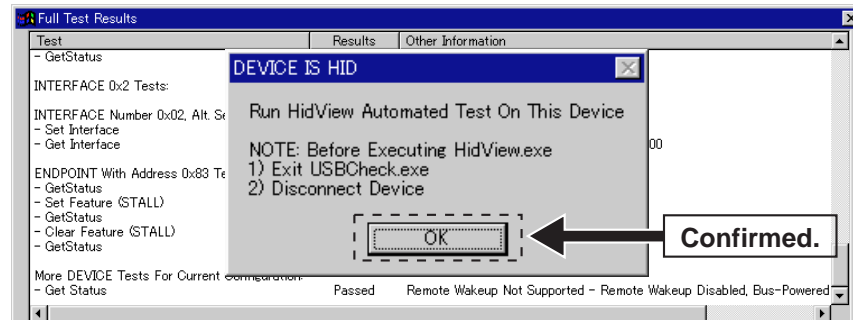 Full Test Results
Test Results Other Information
- GetStatus
INTERFACE 0x2 Tests:
INTERFACE Number 0x02, Alt. Se
- Set Interface
- Get Interface 00
ENDPOINT With Address 0x83 Te
- GetStatus
- Set Feature (STALL)
- GetStatus
- Clear Feature (STALL)
- GetStatus
More DEVICE Tests For Current Configuration:
- Get Status Passed Remote Wakeup Not Supported - Remote Wakeup Disabled, Bus-Powered
DEVICE IS HID
Run HidView Automated Test On This Device
NOTE: Before Executing HidView.exe
1) Exit USBCheck.exe
2) Disconnect Device
OK
Confirmed.